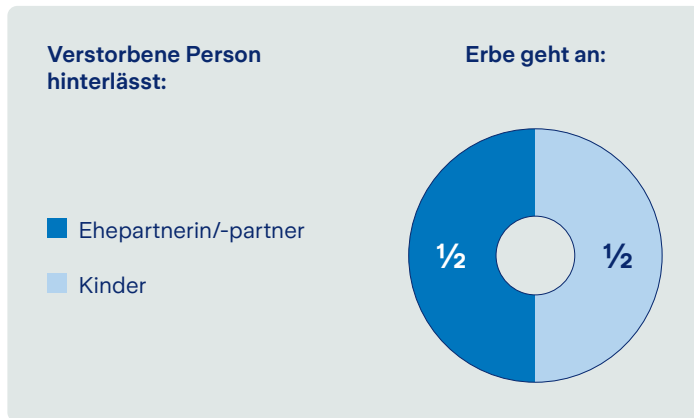 Verstorbene Person
hinterlässt:
Erbe geht an:
Ehepartnerin/-partner
Kinder
½
½